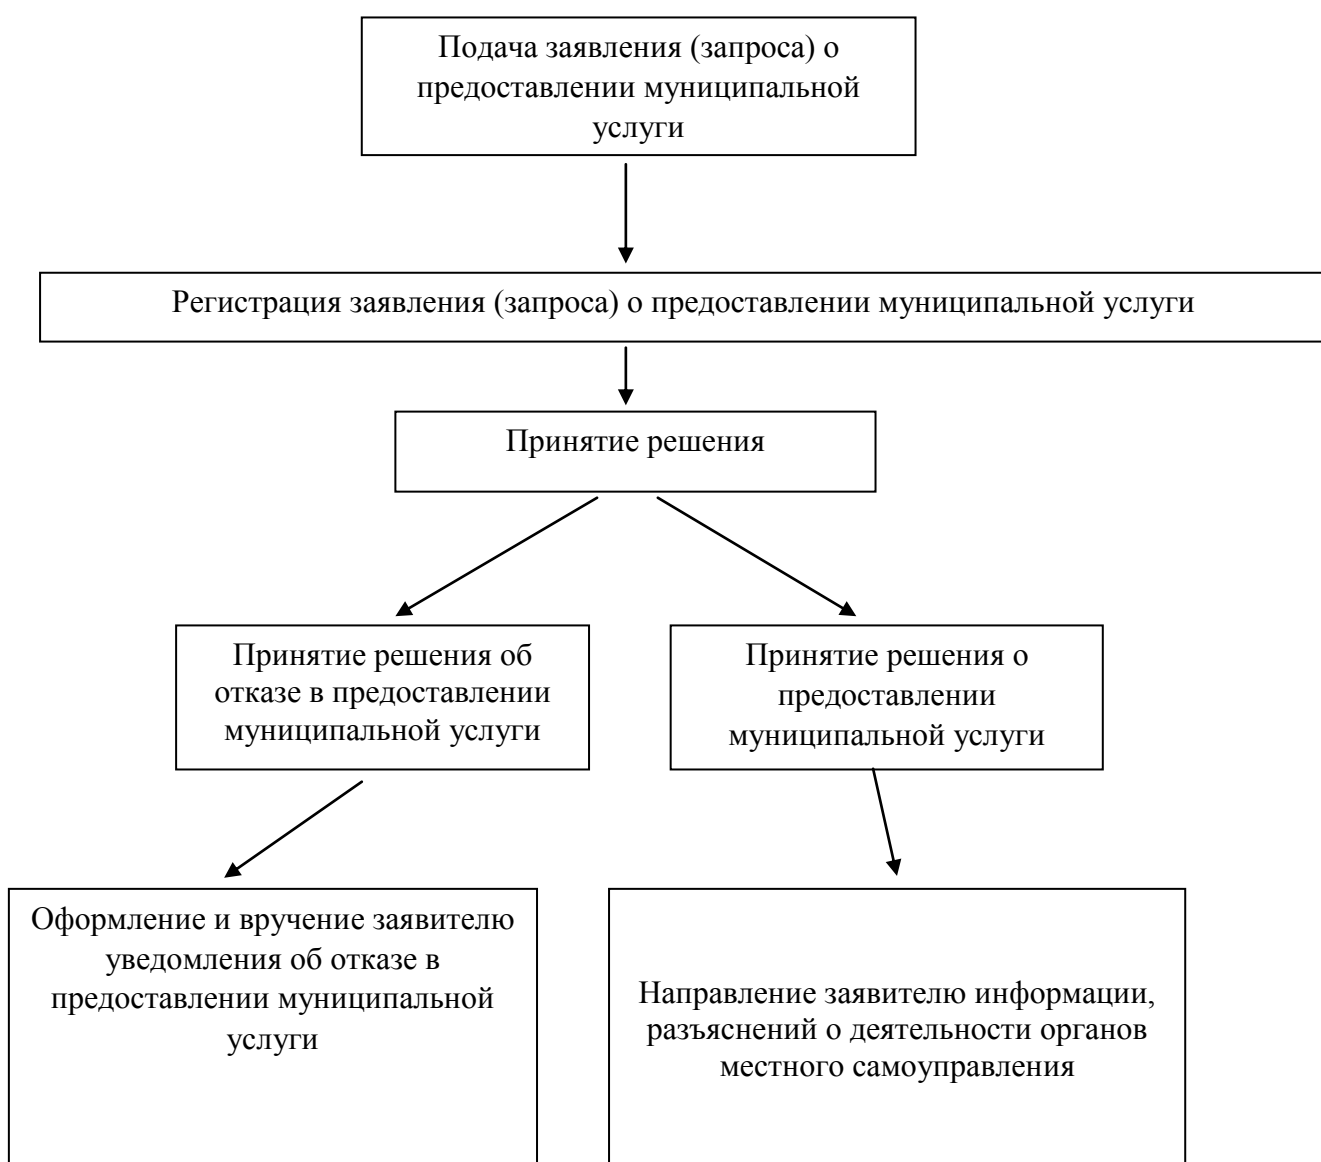 Подача заявления (запроса) о
предоставлении муниципальной
услуги
Регистрация заявления (запроса) о предоставлении муниципальной услуги
Принятие решения
Принятие решения об
отказе в предоставлении
муниципальной услуги
Принятие решения о
предоставлении
муниципальной услуги
Оформление и вручение заявителю
уведомления об отказе в
предоставлении муниципальной
услуги
Направление заявителю информации,
разъяснений о деятельности органов
местного самоуправления